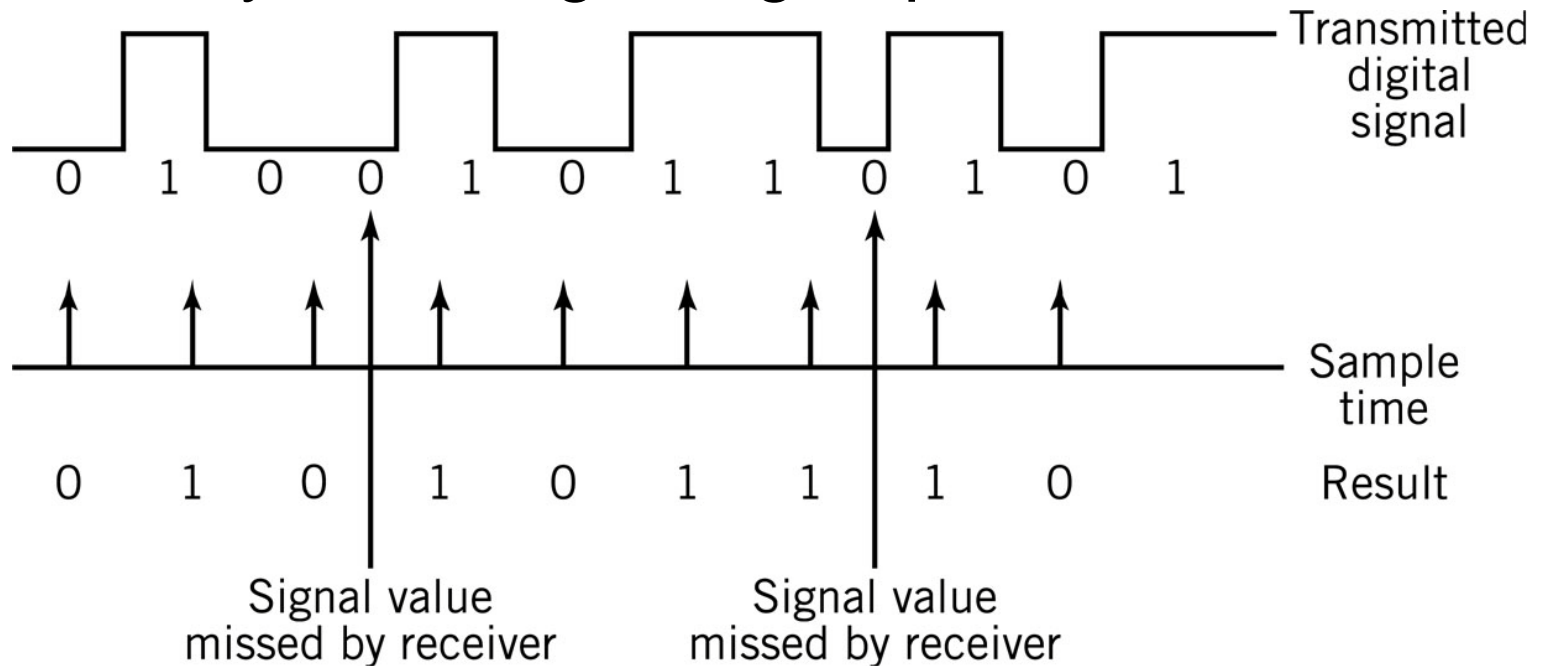 Transmitted
digital
signal
0 1 0 0 1 0 1 1 0 1 0 1
Sample
time
0 1 0 1 0 1 1 1 0 Result
Signal value Signal value
missed by receiver missed by receiver